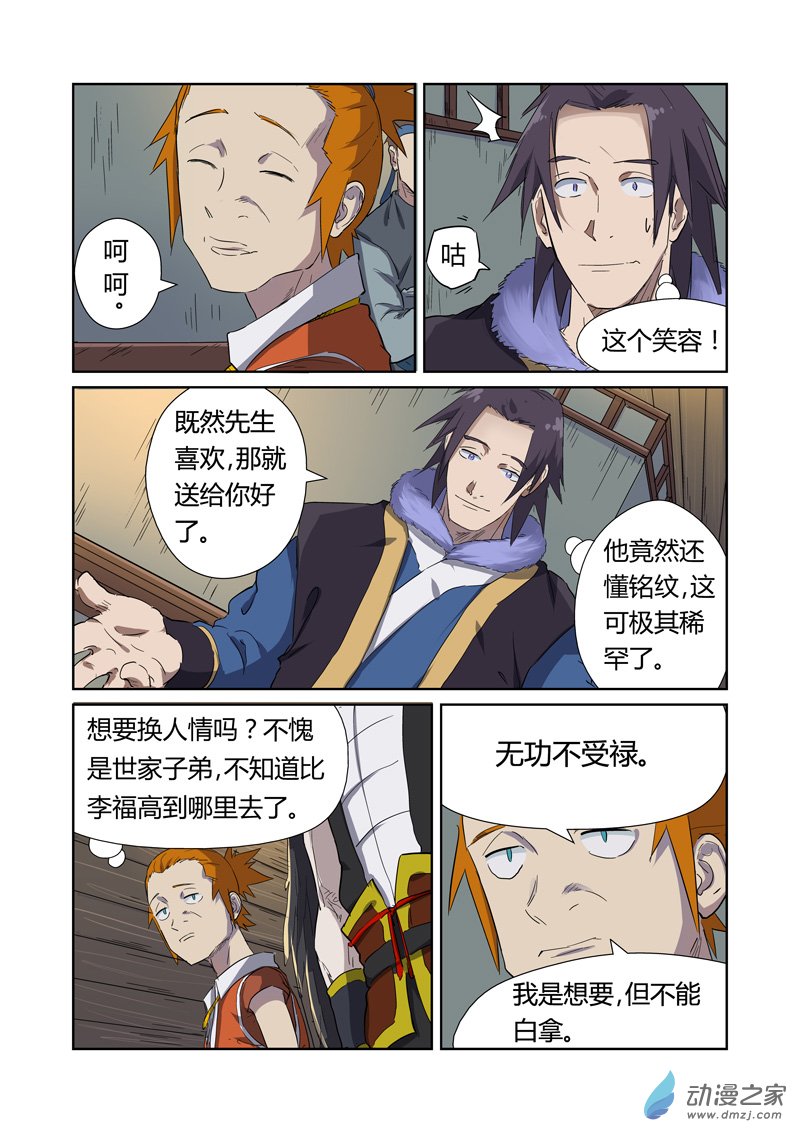 呵
呵。
咕
这个笑容！
既然先生
喜欢，那就
送给你好
了。
他竟然还
懂铭纹，这
可极其稀
罕了。
想要换人情吗？不愧
是世家子弟，不知道比
李福高到哪里去了。
无功不受禄。
我是想要，但不能
白拿。
动漫之家
www.dmzj.com